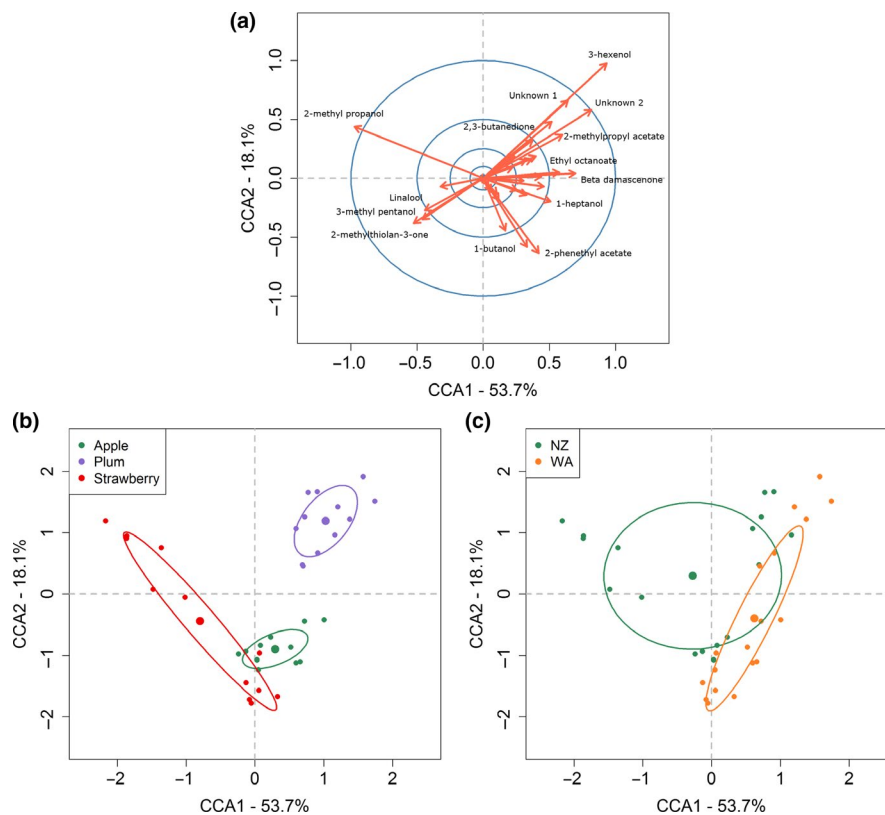 (a)
3-hexenol
Unknown 1
Unknown 2
2-methyl propanol
2,3-butanedione
2-methylpropyl acetate
Ethyl octanoate
Beta damascenone
Linalool
3-methyl pentanol
1-heptanol
2-methylthiolan-3-one
1-butanol
2-phenethyl acetate
1.0
0.5
0.0
−0.5
−1.0
CCA2 - 18.1%
−1.0 −0.5 0.0 0.5 1.0
CCA1 - 53.7%
(b)
Apple
Plum
Strawberry
2
1
0
−1
−2
CCA2 - 18.1%
−2 −1 0 1 2
CCA1 - 53.7%
(c)
NZ
WA
2
1
0
−1
−2
CCA2 - 18.1%
−2 −1 0 1 2
CCA1 - 53.7%